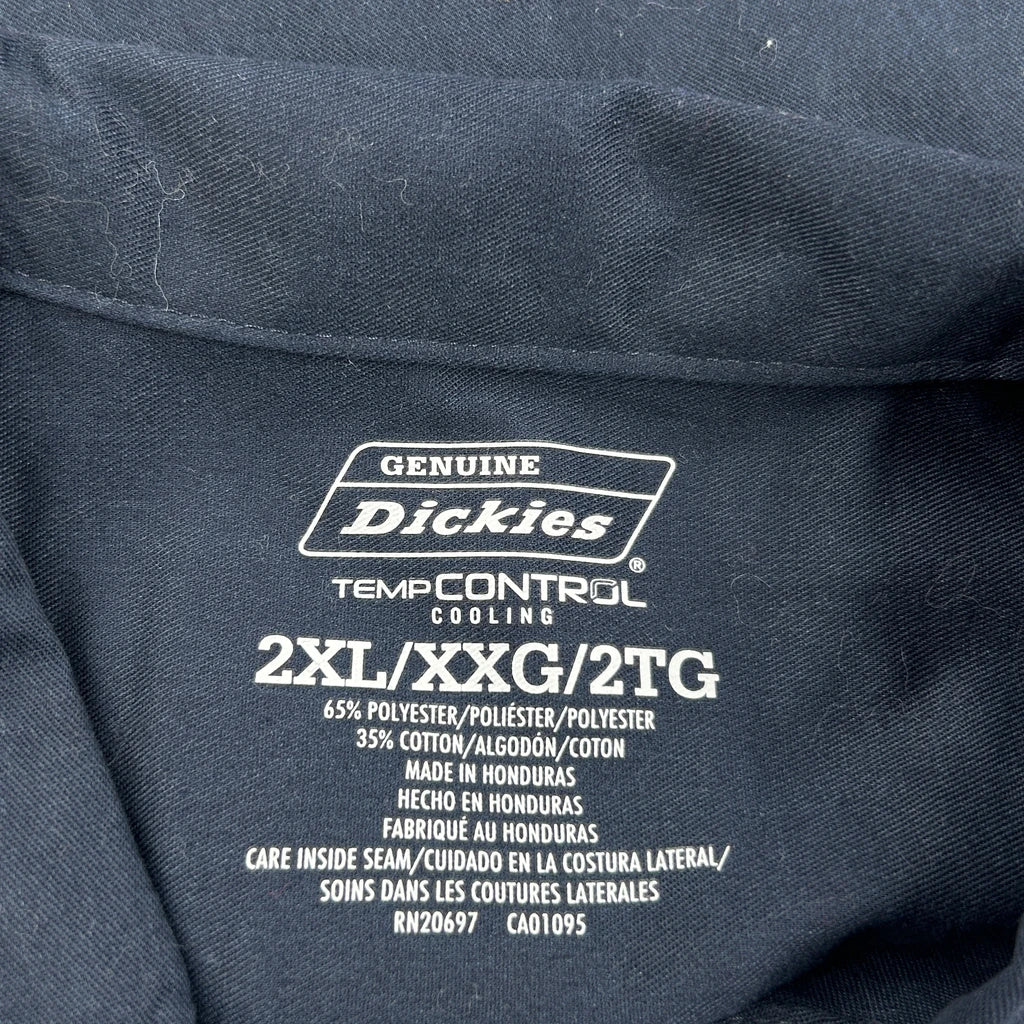 GENUINE
Dickies
®
TEMPCONTROL
COOLING
2XL/XXG/2TG
65% POLYESTER/POLIÉSTER/POLYESTER
35% COTTON/ALGODÓN/COTON
MADE IN HONDURAS
HECHO EN HONDURAS
FABRIQUÉ AU HONDURAS
CARE INSIDE SEAM/CUIDADO EN LA COSTURA LATERAL/
SOINS DANS LES COUTURES LATERALES
RN20697 CA01095